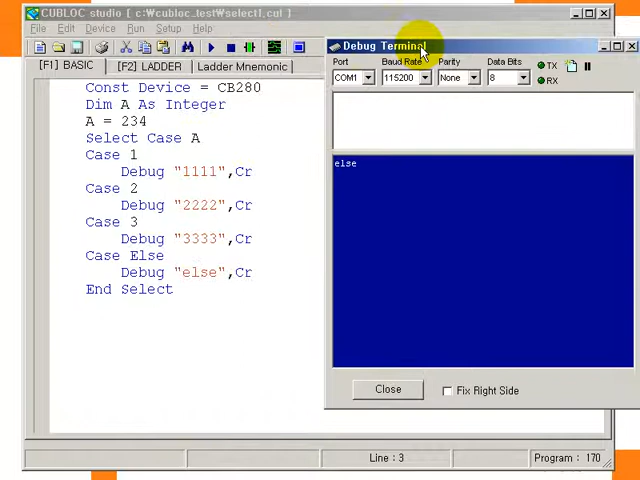 CUBLOC studio [ c:\cubloc_test\select1.cul ]
File Edit Device Run Setup Help
[F1] BASIC [F2] LADDER Ladder Mnemonic
Const Device = CB280
Dim A As Integer
A = 234
Select Case A
Case 1
Debug "1111",Cr
Case 2
Debug "2222",Cr
Case 3
Debug "3333",Cr
Case Else
Debug "else",Cr
End Select
Debug Terminal
Port Baud Rate Parity Data Bits
COM1 115200 None 8
TX
RX
else
Close
Fix Right Side
Line : 3
Program : 170